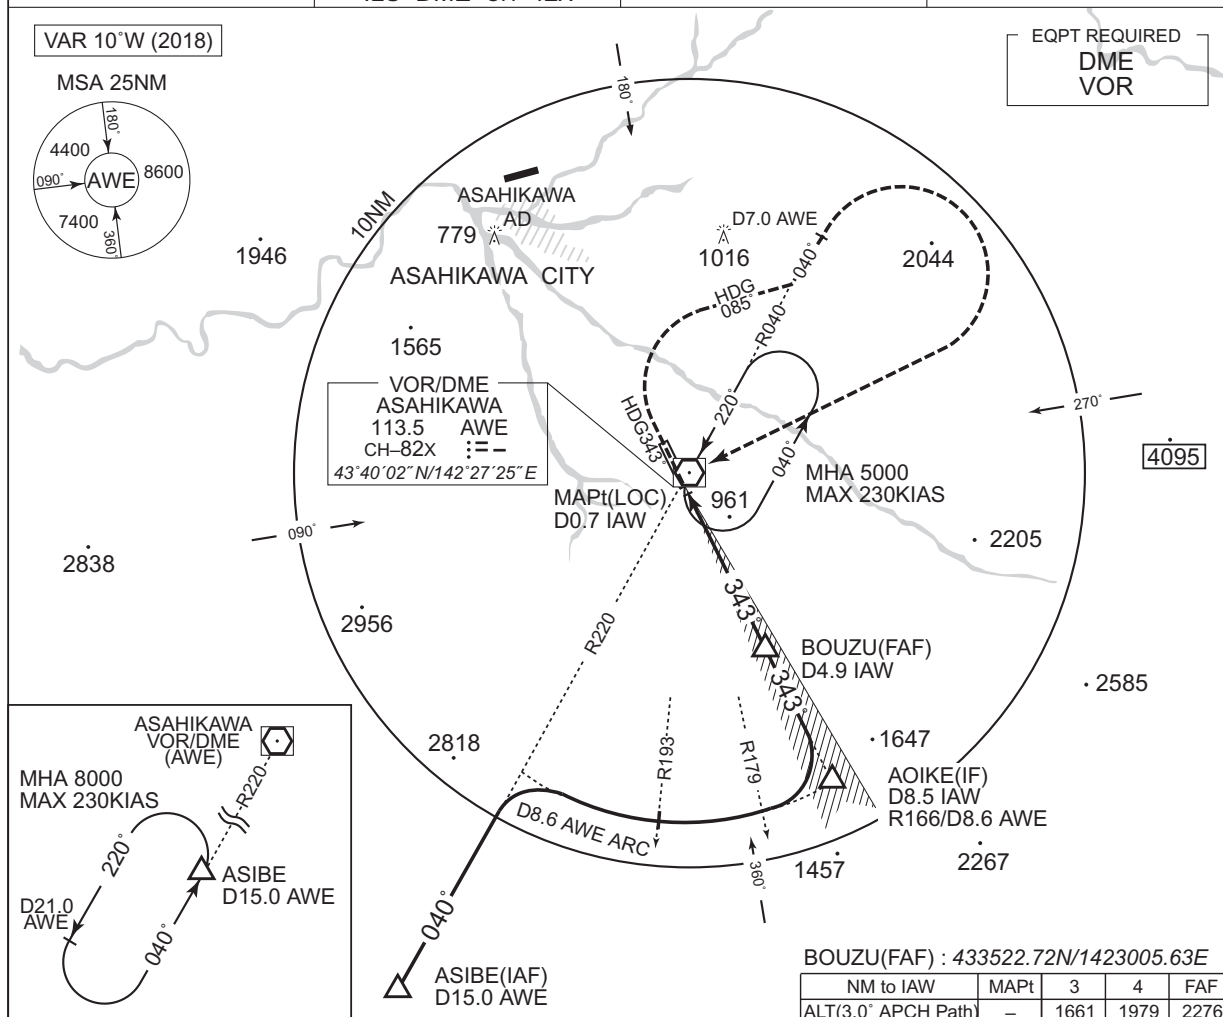 VAR 10°W (2018)
MSA 25NM
180°
4400
8600
090°
AWE
7400
360°
EQPT REQUIRED
DME
VOR
180°
10NM
ASAHIKAWA
AD
779
ASAHIKAWA CITY
D7.0 AWE
1016
040°
2044
1946
HDG
085°
R040
1565
VOR/DME
ASAHIKAWA
113.5 AWE
CH–82X
43°40′02″N/142°27′25″E
HDG343°
220°
040°
270°
4095
MHA 5000
MAX 230KIAS
MAPt(LOC)
D0.7 IAW
961
090°
2205
2838
2956
R220
343°
BOUZU(FAF)
D4.9 IAW
343°
2585
2818
R193
R179
1647
AOIKE(IF)
D8.5 IAW
R166/D8.6 AWE
D8.6 AWE ARC
360°
1457
2267
040°
ASIBE(IAF)
D15.0 AWE
ASAHIKAWA
VOR/DME
(AWE)
MHA 8000
MAX 230KIAS
R220
220°
ASIBE
D15.0 AWE
D21.0
AWE
040°
BOUZU(FAF) : 433522.72N/1423005.63E
NM to IAW MAPt 3 4 FAF
ALT(3.0° APCH Path) – 1661 1979 2276